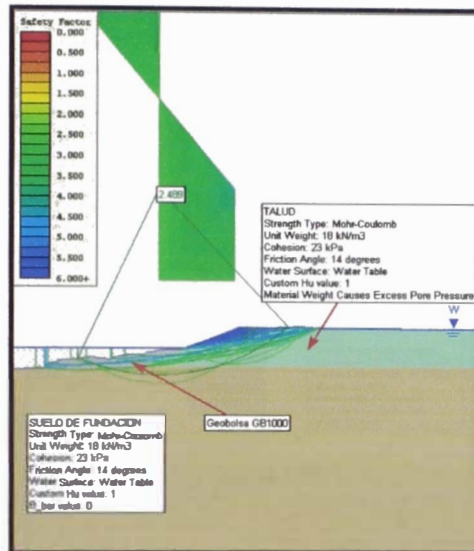 Safety Factor
0.000
0.500
1.000
1.500
2.000
2.500
3.000
3.500
4.000
4.500
5.000
5.500
6.000+
2.489
TALUD
Strength Type: Mohr-Coulomb
Unit Weight: 18 kN/m3
Cohesion: 23 kPa
Friction Angle: 14 degrees
Water Surface: Water Table
Custom Hu value: 1
Material Weight Causes Excess Pore Pressure
W
Geobolsa GB1000
SUELO DE FUNDACION
Strength Type: Mohr-Coulomb
Unit Weight: 18 kN/m3
Cohesion: 23 kPa
Friction Angle: 14 degrees
Water Surface: Water Table
Custom Hu value: 1
B_bar value: 0